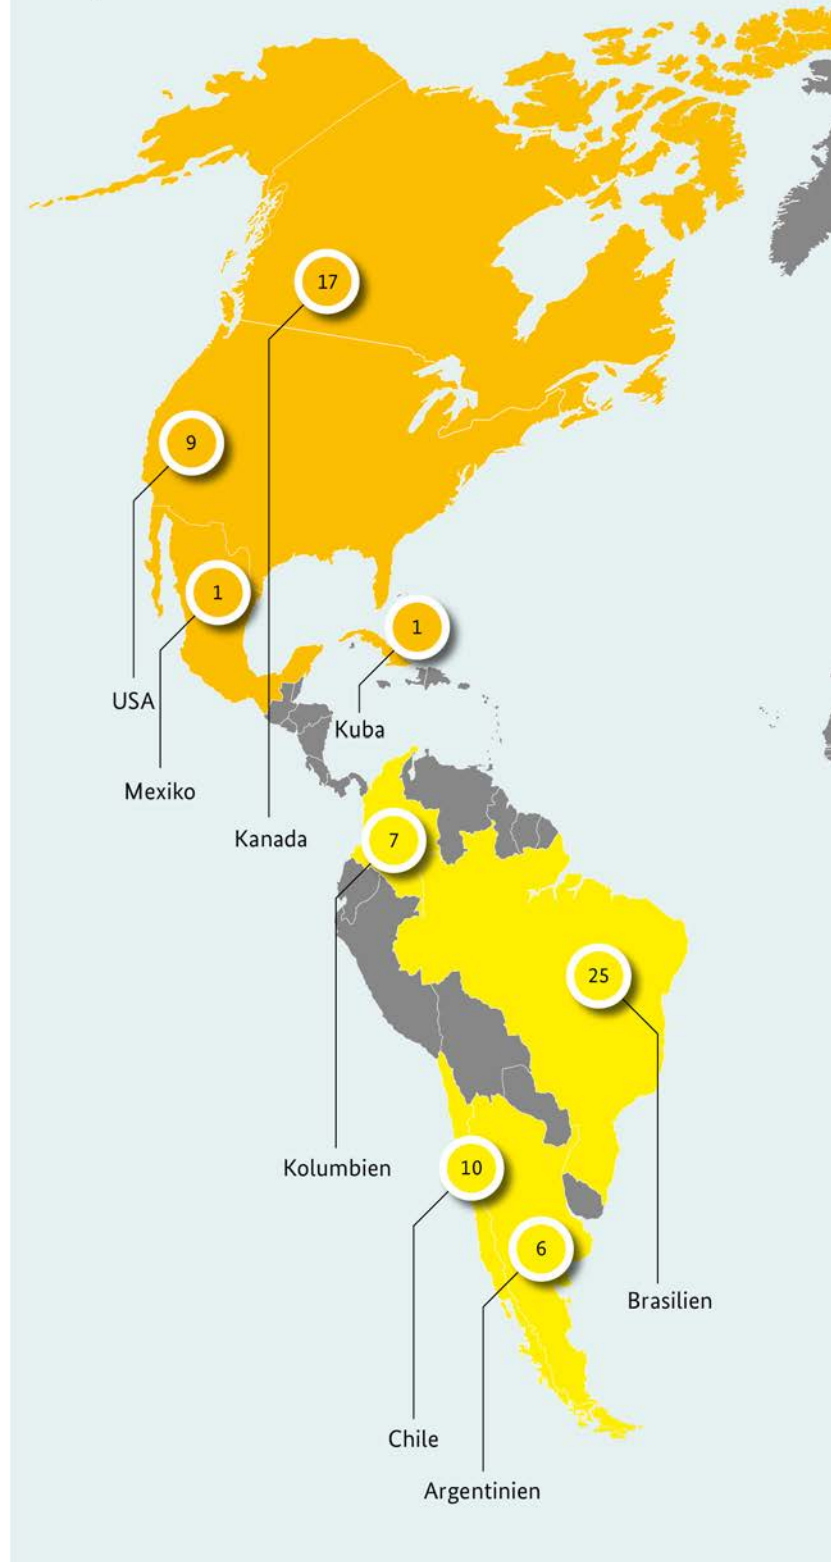 17
9
1
1
USA
Kuba
Mexiko
Kanada
7
25
Kolumbien
10
6
Brasilien
Chile
Argentinien